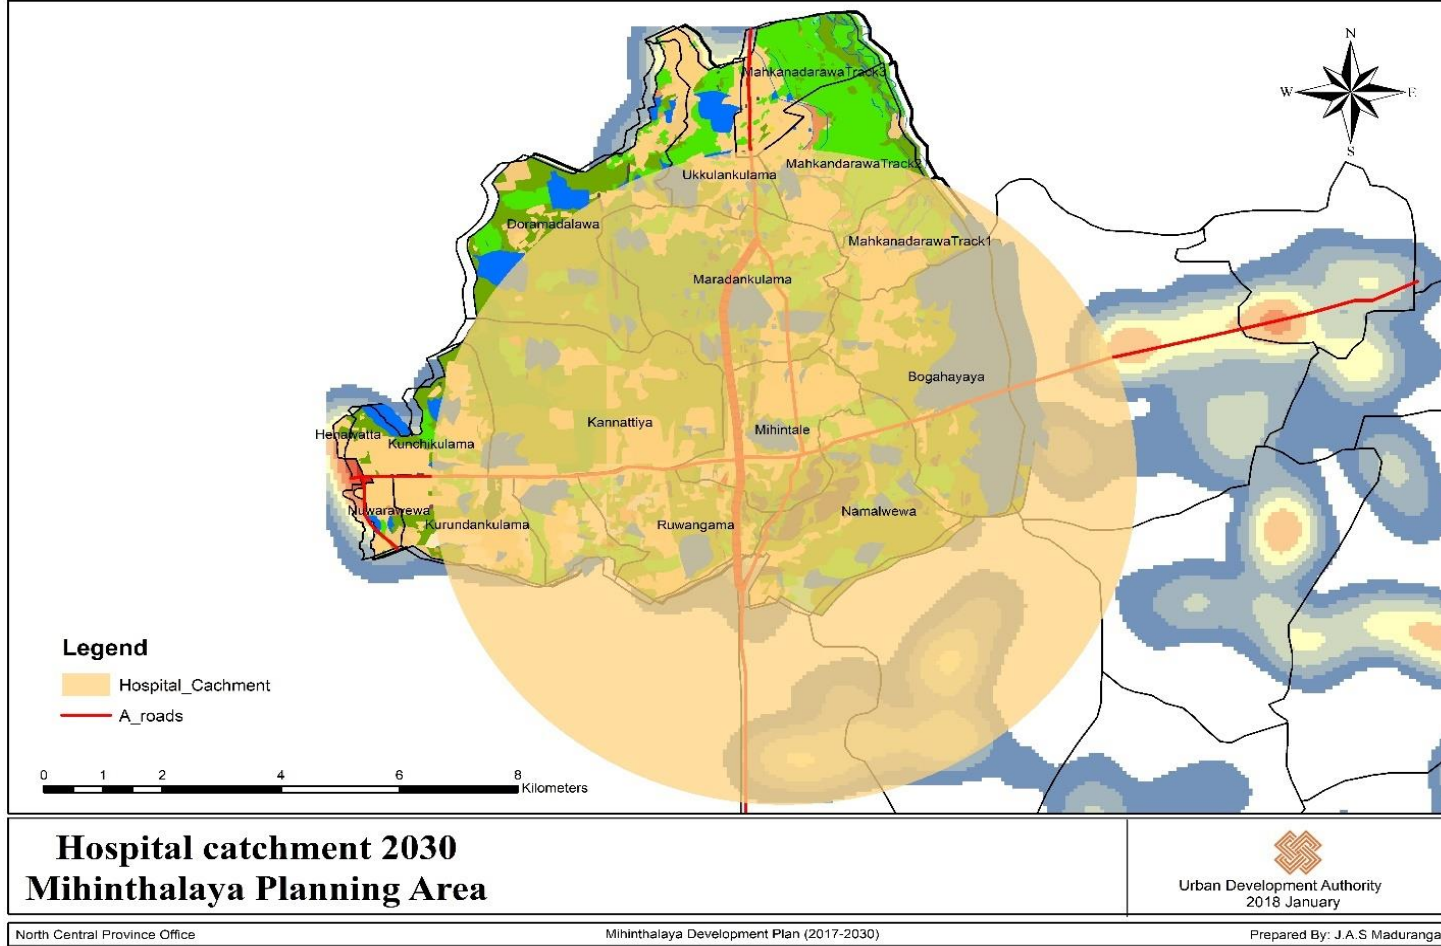 N
W E
S
MahkanadarawaTrack3
MahkandarawaTrack2
Ukkulankulama
Doramadalawa
MahkanadarawaTrack1
Maradankulama
Bogahayaya
Kannattiya
Mihintale
Henawatta
Kunchikulama
Nuwarawewa
Kurundankulama
Ruwangama
Namalwewa
Legend
Hospital_Cachment
A_roads
0 1 2 4 6 8
Kilometers
Hospital catchment 2030
Mihinthalaya Planning Area
Urban Development Authority
2018 January
North Central Province Office
Mihinthalaya Development Plan (2017-2030)
Prepared By: J.A.S Maduranga